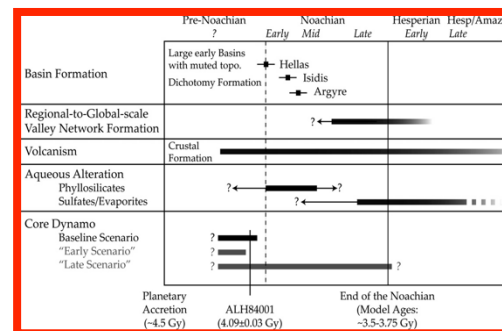 Pre-Noachian Noachian Hesperian Hesp/Amaz
? Early Mid Late Early Late
Large early Basins
with muted topo.
Hellas
Basin Formation
Dichotomy Formation
Isidis
Argyre
Regional-to-Global-scale
Valley Network Formation
?
Volcanism
Crustal
Formation
Aqueous Alteration
Phyllosilicates ? ?
Sulfates/Evaporites ?
Core Dynamo
Baseline Scenario ?
"Early Scenario" ?
"Late Scenario" ? ?
Planetary
Accretion
(~4.5 Gy)
ALH84001
(4.09±0.03 Gy)
End of the Noachian
(Model Ages:
~3.5-3.75 Gy)